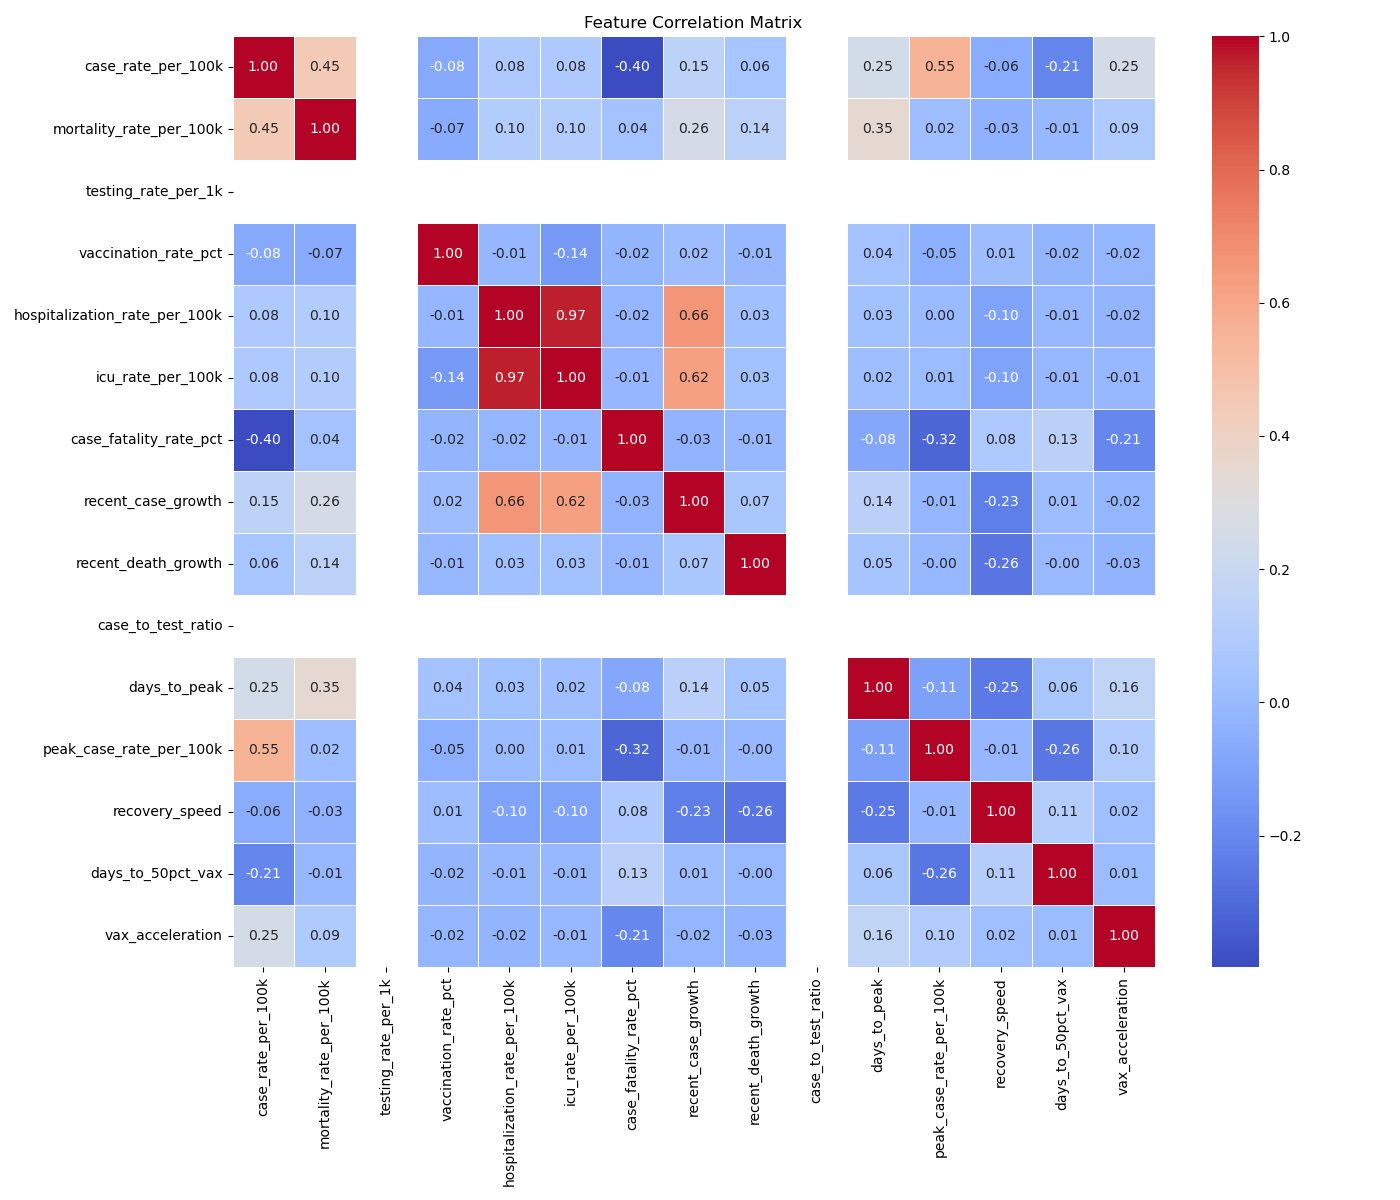 Feature Correlation Matrix
case_rate_per_100k 1.00 0.45 -0.08 0.08 0.08 -0.40 0.15 0.06 0.25 0.55 -0.06 -0.21 0.25
mortality_rate_per_100k 0.45 1.00 -0.07 0.10 0.10 0.04 0.26 0.14 0.35 0.02 -0.03 -0.01 0.09
testing_rate_per_1k
vaccination_rate_pct -0.08 -0.07 1.00 -0.01 -0.14 -0.02 0.02 -0.01 0.04 -0.05 0.01 -0.02 -0.02
hospitalization_rate_per_100k 0.08 0.10 -0.01 1.00 0.97 -0.02 0.66 0.03 0.03 0.00 -0.10 -0.01 -0.02
icu_rate_per_100k 0.08 0.10 -0.14 0.97 1.00 -0.01 0.62 0.03 0.02 0.01 -0.10 -0.01 -0.01
case_fatality_rate_pct -0.40 0.04 -0.02 -0.02 -0.01 1.00 -0.03 -0.01 -0.08 -0.32 0.08 0.13 -0.21
recent_case_growth 0.15 0.26 0.02 0.66 0.62 -0.03 1.00 0.07 0.14 -0.01 -0.23 0.01 -0.02
recent_death_growth 0.06 0.14 -0.01 0.03 0.03 -0.01 0.07 1.00 0.05 -0.00 -0.26 -0.00 -0.03
case_to_test_ratio
days_to_peak 0.25 0.35 0.04 0.03 0.02 -0.08 0.14 0.05 1.00 -0.11 -0.25 0.06 0.16
peak_case_rate_per_100k 0.55 0.02 -0.05 0.00 0.01 -0.32 -0.01 -0.00 -0.11 1.00 -0.01 -0.26 0.10
recovery_speed -0.06 -0.03 0.01 -0.10 -0.10 0.08 -0.23 -0.26 -0.25 -0.01 1.00 0.11 0.02
days_to_50pct_vax -0.21 -0.01 -0.02 -0.01 -0.01 0.13 0.01 -0.00 0.06 -0.26 0.11 1.00 0.01
vax_acceleration 0.25 0.09 -0.02 -0.02 -0.01 -0.21 -0.02 -0.03 0.16 0.10 0.02 0.01 1.00
case_rate_per_100k
mortality_rate_per_100k
testing_rate_per_1k
vaccination_rate_pct
hospitalization_rate_per_100k
icu_rate_per_100k
case_fatality_rate_pct
recent_case_growth
recent_death_growth
case_to_test_ratio
days_to_peak
peak_case_rate_per_100k
recovery_speed
days_to_50pct_vax
vax_acceleration
1.0
0.8
0.6
0.4
0.2
0.0
−0.2